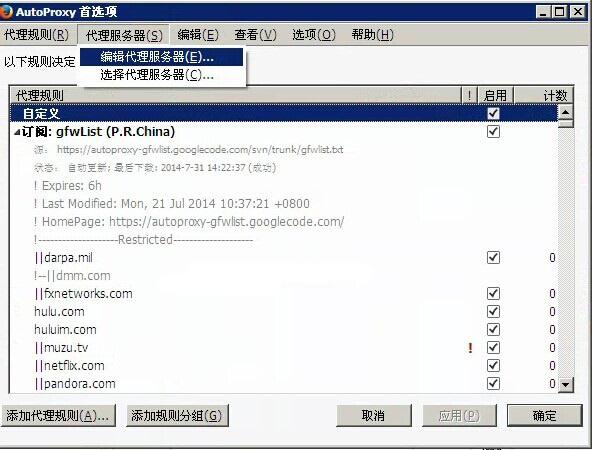 AutoProxy 首选项
代理规则(R) 代理服务器(S) 编辑(E) 查看(V) 选项(O) 帮助(H)
编辑代理服务器(E)...
以下规则决定
选择代理服务器(C)...
代理规则 ! 启用 计数
自定义
订阅: gfwList (P.R.China)
源: https://autoproxy-gfwlist.googlecode.com/svn/trunk/gfwlist.txt
状态: 自动更新; 最后下载: 2014-7-31 14:22:37 (成功)
! Expires: 6h
! Last Modified: Mon, 21 Jul 2014 10:37:21 +0800
! HomePage: https://autoproxy-gfwlist.googlecode.com/
!--------------------Restricted--------------------
||darpa.mil 0
!--||dmm.com
||fxnetworks.com 0
hulu.com 0
huluim.com 0
||muzu.tv ! 0
||netflix.com 0
||pandora.com 0
添加代理规则(A)... 添加规则分组(G) 取消 应用(P) 确定